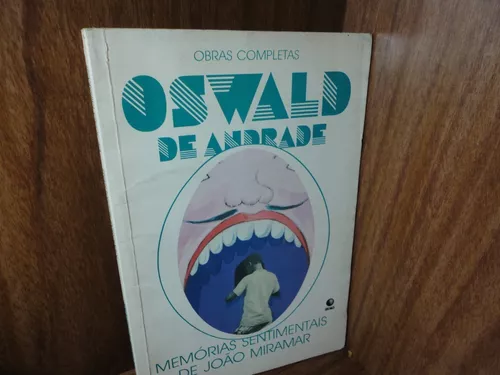 OBRAS COMPLETAS
OSWALD
DE ANDRADE
MEMÓRIAS SENTIMENTAIS
DE JOÃO MIRAMAR